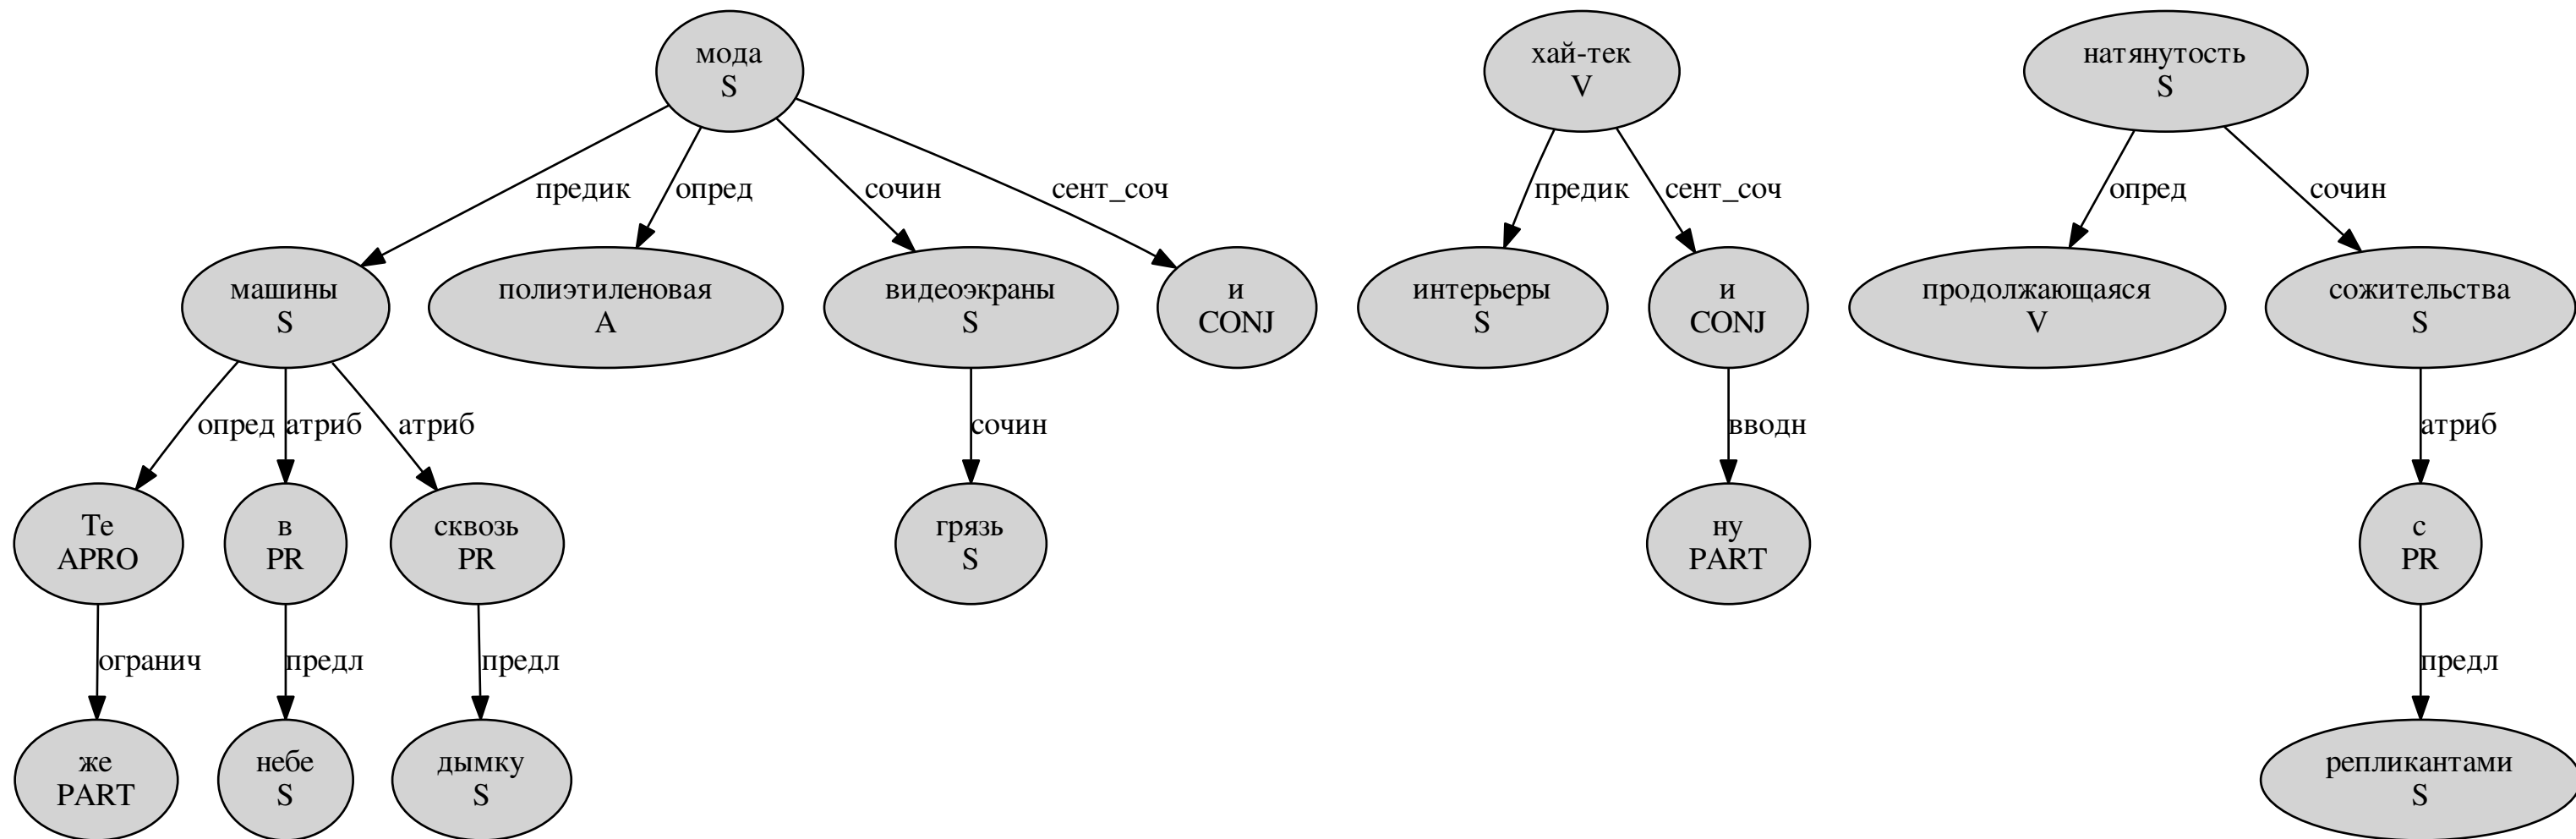 мода
S
хай-тек
V
натянутость
S
предик
опред
сочин
сент_соч
предик
сент_соч
опред
сочин
машины
S
полиэтиленовая
A
видеоэкраны
S
и
CONJ
интерьеры
S
и
CONJ
продолжающаяся
V
сожительства
S
опред
атриб
атриб
сочин
вводн
атриб
Те
APRO
в
PR
сквозь
PR
грязь
S
ну
PART
с
PR
огранич
предл
предл
предл
же
PART
небе
S
дымку
S
репликантами
S